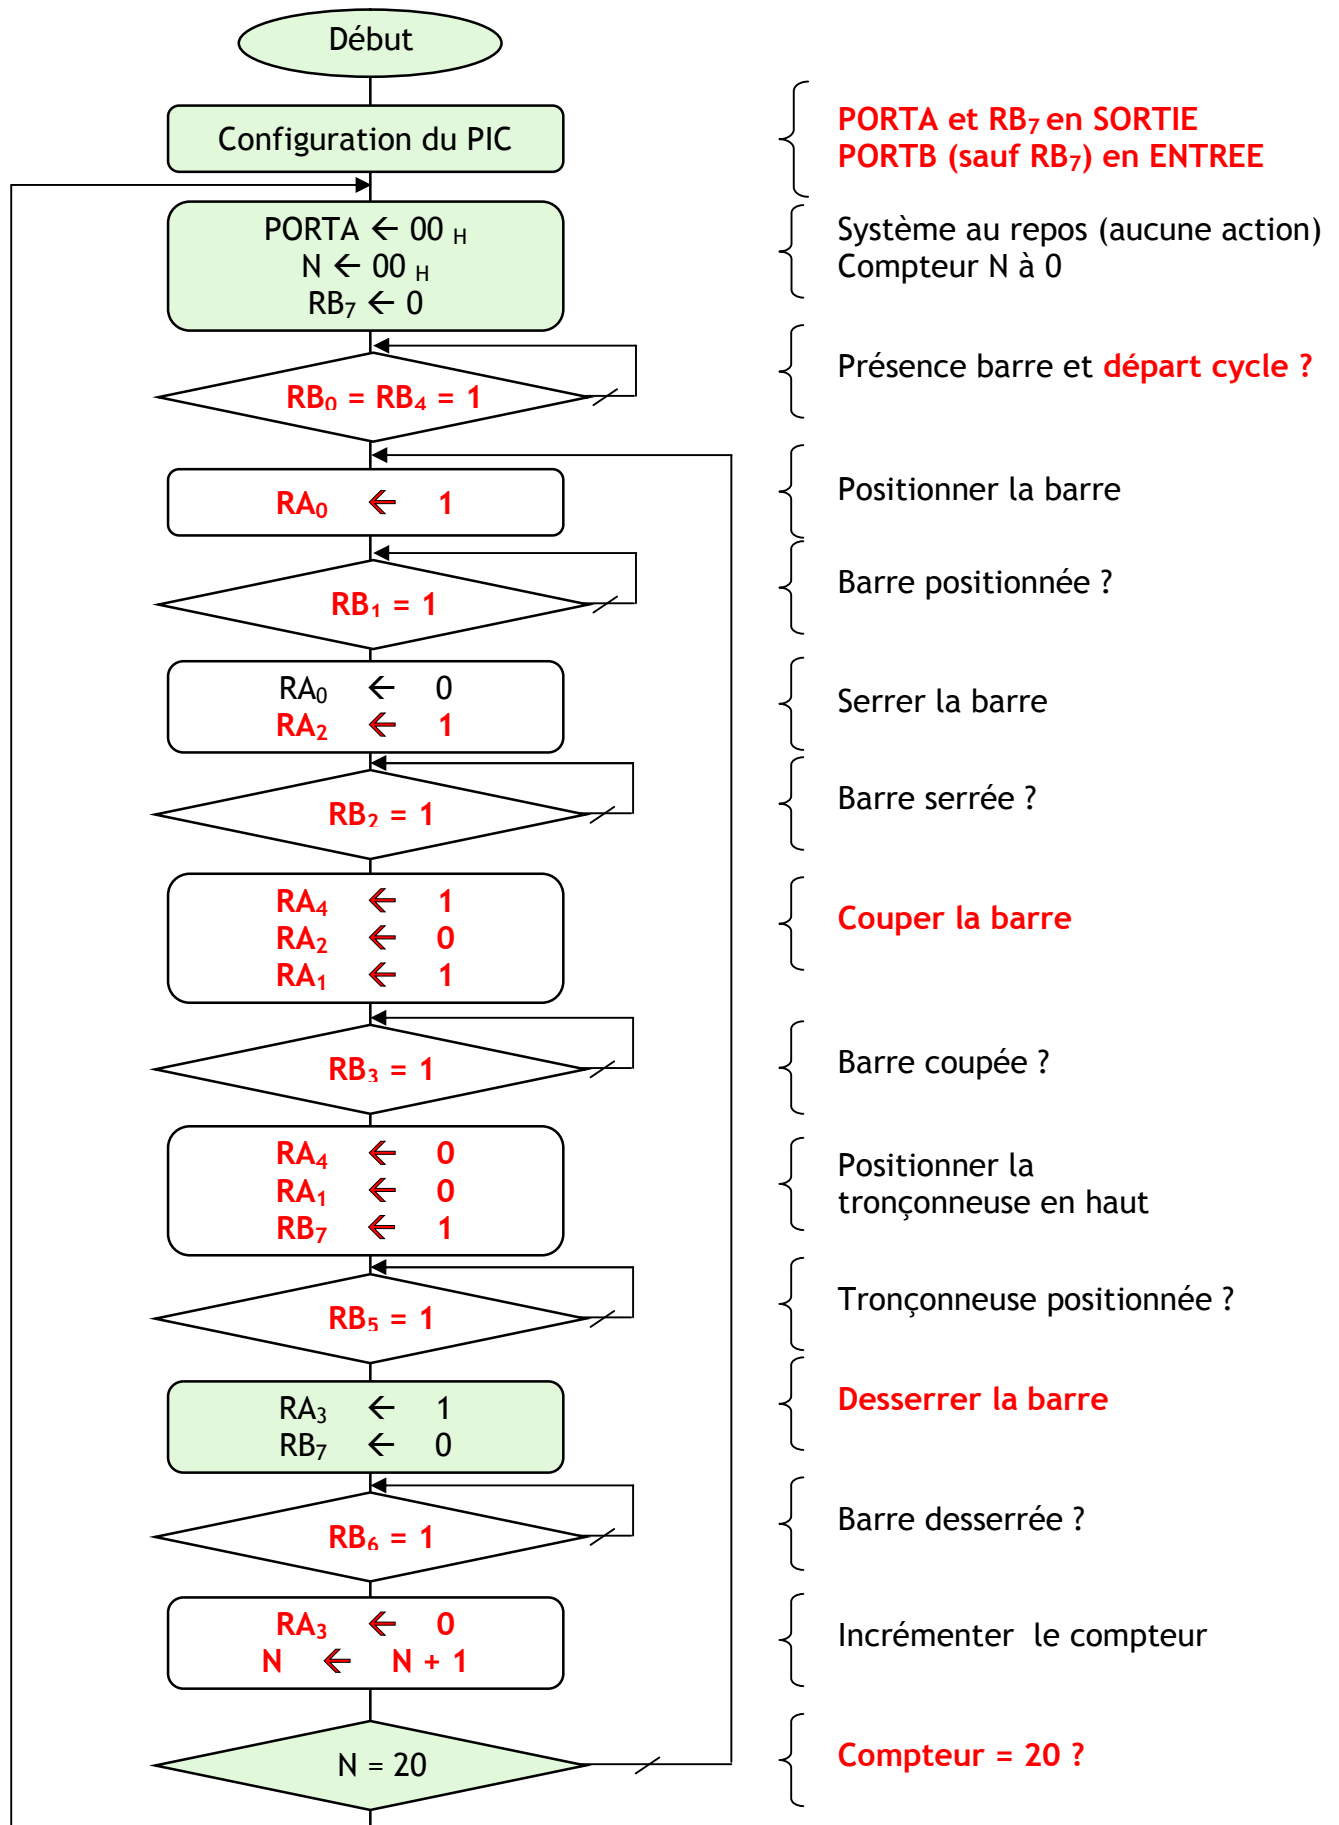 Début
Configuration du PIC
PORTA et RB₇ en SORTIE
PORTB (sauf RB₇) en ENTREE
PORTA ← 00 H
N ← 00 H
RB₇ ← 0
Système au repos (aucune action)
Compteur N à 0
RB₀ = RB₄ = 1
Présence barre et départ cycle ?
RA₀ ← 1
Positionner la barre
RB₁ = 1
Barre positionnée ?
RA₀ ← 0
RA₂ ← 1
Serrer la barre
RB₂ = 1
Barre serrée ?
RA₄ ← 1
RA₂ ← 0
RA₁ ← 1
Couper la barre
RB₃ = 1
Barre coupée ?
RA₄ ← 0
RA₁ ← 0
RB₇ ← 1
Positionner la
tronçonneuse en haut
RB₅ = 1
Tronçonneuse positionnée ?
RA₃ ← 1
RB₇ ← 0
Desserrer la barre
RB₆ = 1
Barre desserrée ?
RA₃ ← 0
N ← N + 1
Incrémenter le compteur
N = 20
Compteur = 20 ?